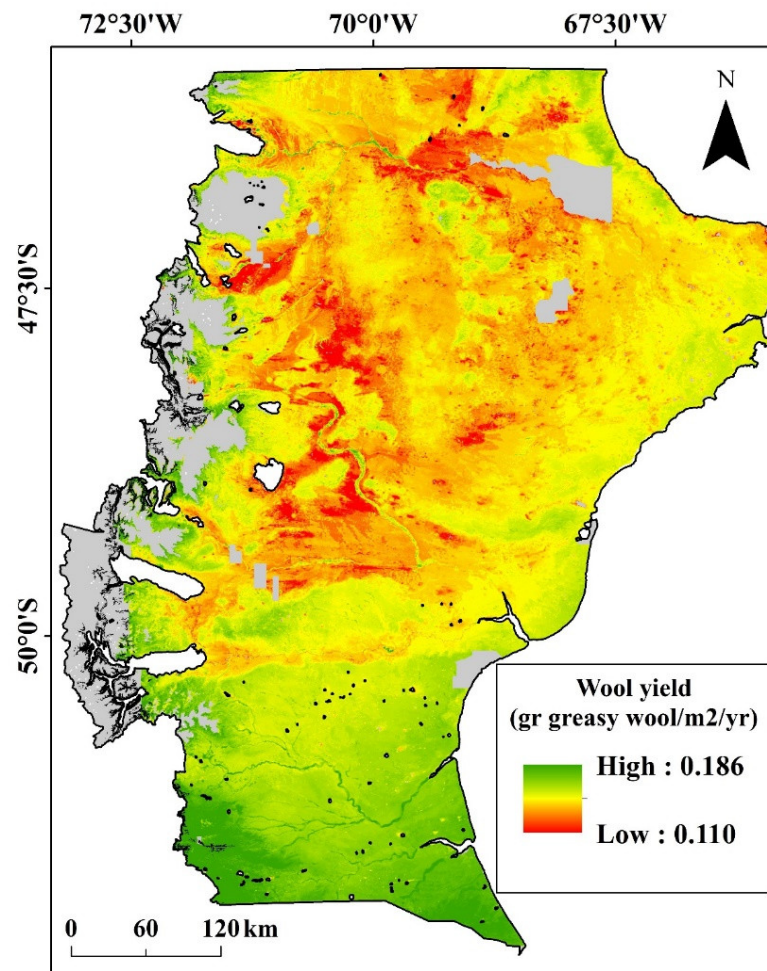 72°30'W 70°0'W 67°30'W
N
47°30'S
50°0'S
Wool yield
(gr greasy wool/m2/yr)
High : 0.186
Low : 0.110
0 60 120 km